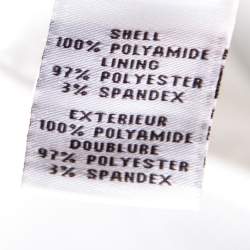 SHELL
100% POLYAMIDE
LINING
97% POLYESTER
3% SPANDEX
EXTERIEUR
100% POLYAMIDE
DOUBLURE
97% POLYESTER
3% SPANDEX